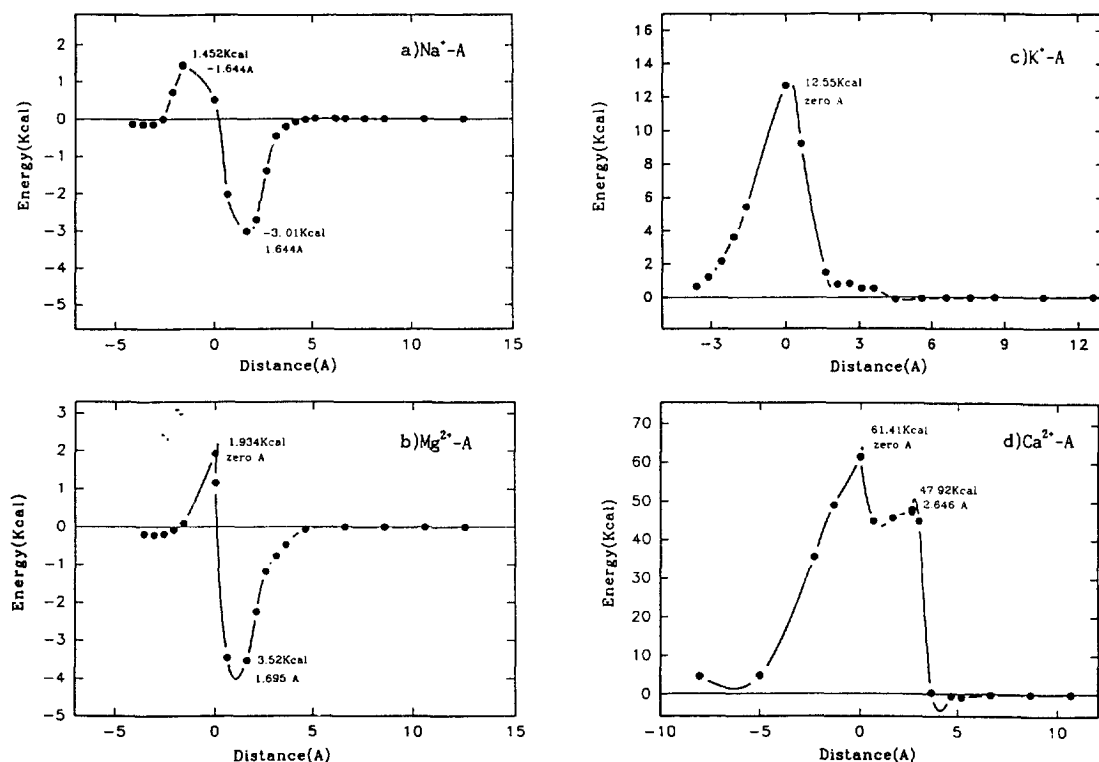 a)Na⁺-A
1.452Kcal
-1.644A
-3.01Kcal
1.644A
Energy(Kcal)
2
1
0
-1
-2
-3
-4
-5
-5 0 5 10 15
Distance(A)
c)K⁺-A
12.55Kcal
zero A
Energy(Kcal)
16
14
12
10
8
6
4
2
0
-3 0 3 6 9 12
Distance(A)
b)Mg²⁺-A
1.934Kcal
zero A
3.52Kcal
1.695 A
Energy(Kcal)
3
2
1
0
-1
-2
-3
-4
-5
-5 0 5 10 15
Distance(A)
d)Ca²⁺-A
61.41Kcal
zero A
47.92Kcal
2.646 A
Energy(Kcal)
70
60
50
40
30
20
10
0
-10 -5 0 5 10
Distance(A)